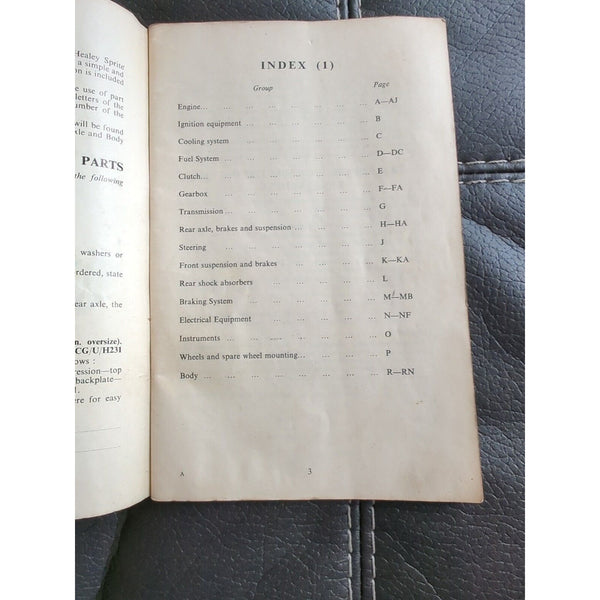 Healey Sprite
a simple and
on is included
e use of part
letters of the
umber of the
will be found
xle and Body
PARTS
the following
washers or
ordered, state
ear axle, the
n. oversize).
CG/U/H231
ows :
ression—top
backplate—
1.
ere for easy
INDEX (1)
Group Page
Engine... ... ... ... ... ... ... ... A—AJ
Ignition equipment ... ... ... ... ... ... B
Cooling system ... ... ... ... ... ... C
Fuel System ... ... ... ... ... ... ... D—DC
Clutch... ... ... ... ... ... ... ... E
Gearbox ... ... ... ... ... ... ... F—FA
Transmission... ... ... ... ... ... ... G
Rear axle, brakes and suspension ... ... ... ... H—HA
Steering ... ... ... ... ... ... ... J
Front suspension and brakes ... ... ... ... K—KA
Rear shock absorbers ... ... ... ... ... L
Braking System ... ... ... ... ... ... M—MB
Electrical Equipment ... ... ... ... ... N—NF
Instruments ... ... ... ... ... ... ... O
Wheels and spare wheel mounting... ... ... ... P
Body ... ... ... ... ... ... ... ... R—RN
A 3